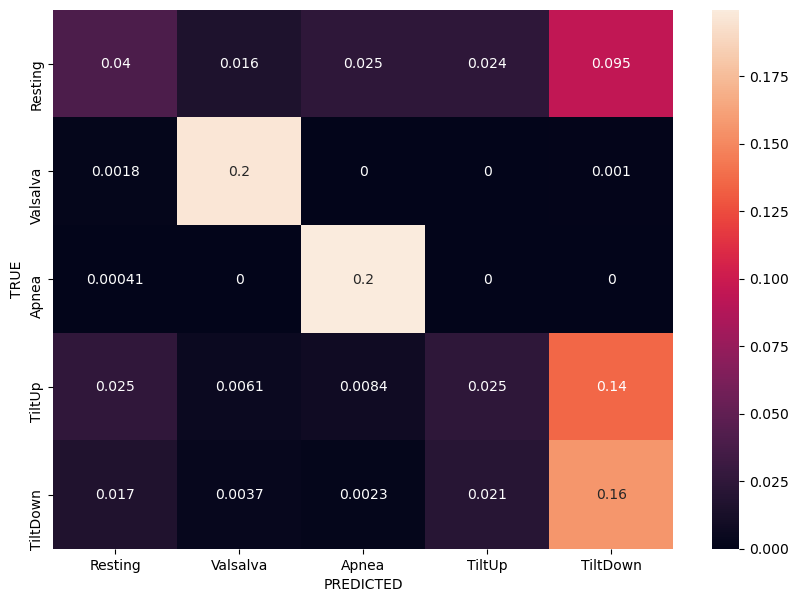 TRUE
Resting 0.04 0.016 0.025 0.024 0.095
Valsalva 0.0018 0.2 0 0 0.001
Apnea 0.00041 0 0.2 0 0
TiltUp 0.025 0.0061 0.0084 0.025 0.14
TiltDown 0.017 0.0037 0.0023 0.021 0.16
Resting Valsalva Apnea TiltUp TiltDown
PREDICTED
0.175
0.150
0.125
0.100
0.075
0.050
0.025
0.000